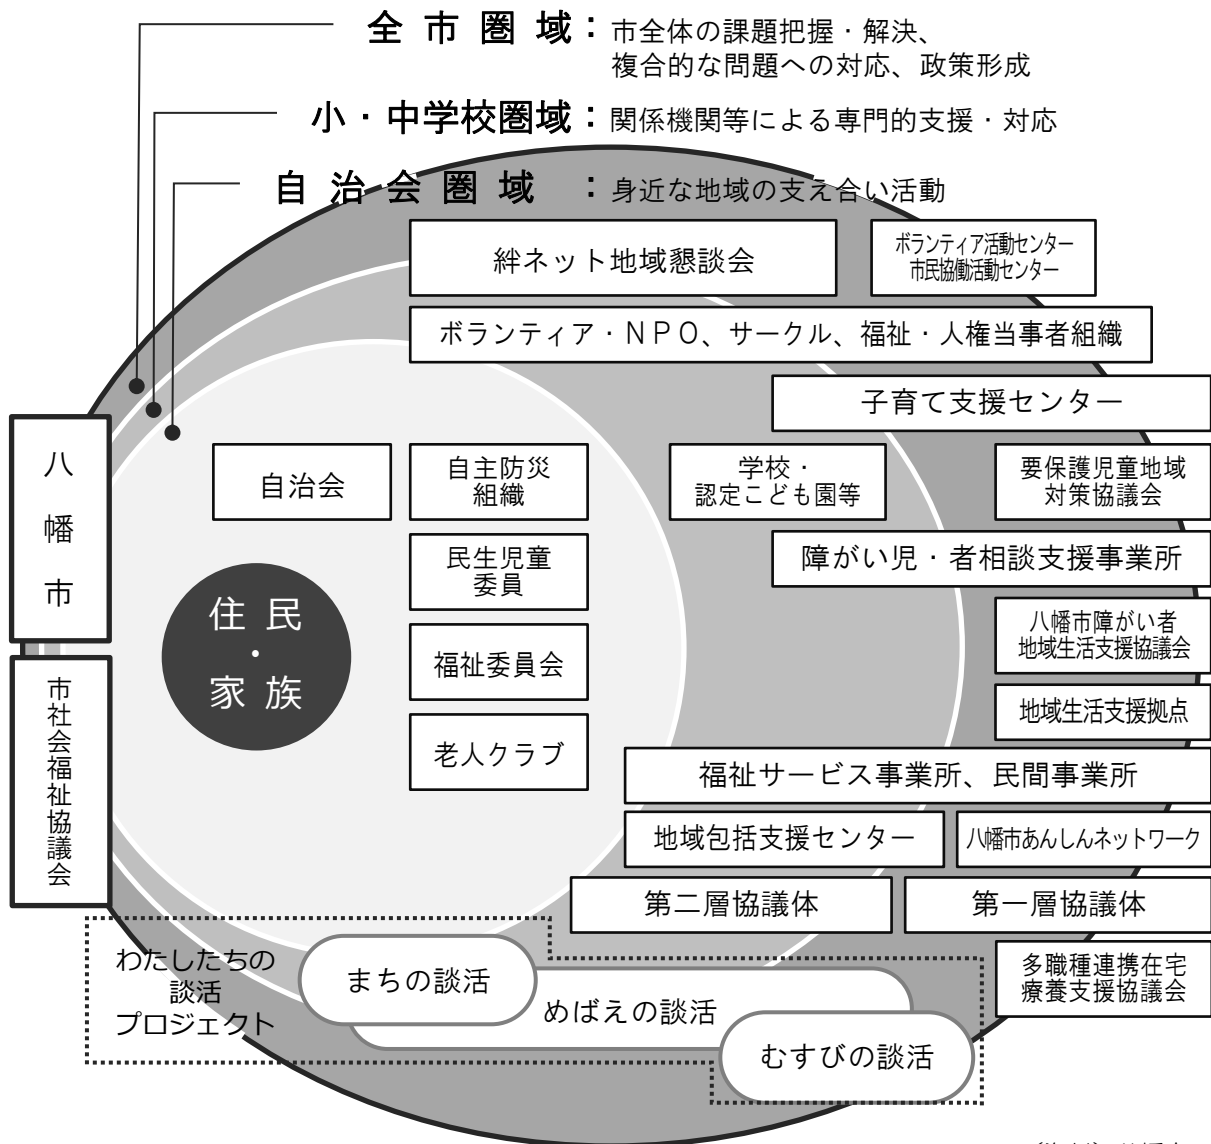 全市圏域：市全体の課題把握・解決、
複合的な問題への対応、政策形成
小・中学校圏域：関係機関等による専門的支援・対応
自治会圏域：身近な地域の支え合い活動
絆ネット地域懇談会
ボランティア活動センター
市民協働活動センター
ボランティア・ＮＰＯ、サークル、福祉・人権当事者組織
子育て支援センター
八幡市
自治会
自主防災
組織
学校・
認定こども園等
要保護児童地域
対策協議会
民生児童
委員
障がい児・者相談支援事業所
住民
・
家族
福祉委員会
八幡市障がい者
地域生活支援協議会
市社会福祉協議会
地域生活支援拠点
老人クラブ
福祉サービス事業所、民間事業所
地域包括支援センター
八幡市あんしんネットワーク
第二層協議体
第一層協議体
わたしたちの
談活
プロジェクト
まちの談活
めばえの談活
むすびの談活
多職種連携在宅
療養支援協議会